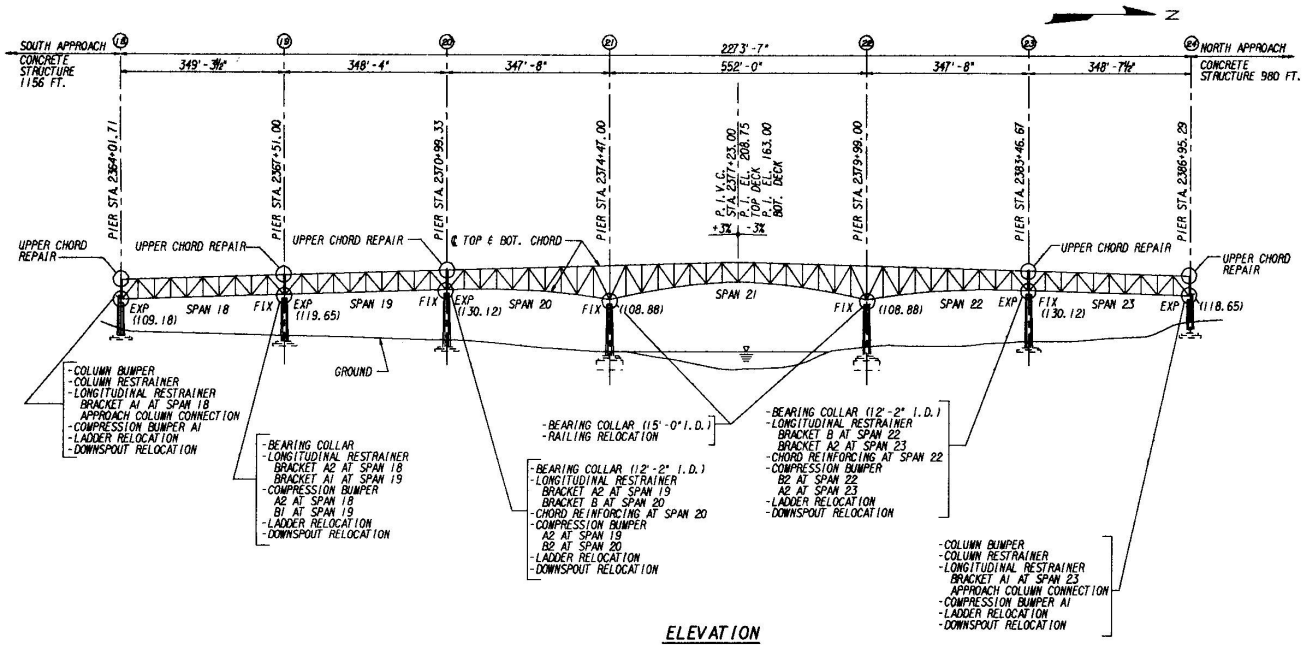 N
SOUTH APPROACH
CONCRETE
STRUCTURE
1156 FT.
18
19
20
21
22
23
24
2273'-7"
NORTH APPROACH
CONCRETE
STRUCTURE 980 FT.
349'-3½"
348'-4"
347'-8"
552'-0"
347'-8"
348'-7½"
PIER STA. 2364+01.71
PIER STA. 2367+51.00
PIER STA. 2370+99.33
PIER STA. 2374+47.00
P.I.V.C.
STA. 2377+23.00
P.I. EL. 208.75
TOP DECK
P.I. EL. 163.00
BOT. DECK
+3% -3%
PIER STA. 2379+99.00
PIER STA. 2383+46.67
PIER STA. 2386+95.29
UPPER CHORD
REPAIR
UPPER CHORD REPAIR
UPPER CHORD REPAIR
℄ TOP & BOT. CHORD
UPPER CHORD REPAIR
UPPER CHORD
REPAIR
EXP
(109.18)
SPAN 18
FIX
EXP
(119.65)
SPAN 19
FIX
EXP
(130.12)
SPAN 20
FIX
(108.88)
SPAN 21
(108.88)
FIX
SPAN 22
EXP
FIX
(130.12)
SPAN 23
EXP
(118.65)
GROUND
-COLUMN BUMPER
-COLUMN RESTRAINER
-LONGITUDINAL RESTRAINER
BRACKET A1 AT SPAN 18
APPROACH COLUMN CONNECTION
-COMPRESSION BUMPER A1
-LADDER RELOCATION
-DOWNSPOUT RELOCATION
-BEARING COLLAR
-LONGITUDINAL RESTRAINER
BRACKET A2 AT SPAN 18
BRACKET A1 AT SPAN 19
-COMPRESSION BUMPER
A2 AT SPAN 18
B1 AT SPAN 19
-LADDER RELOCATION
-DOWNSPOUT RELOCATION
-BEARING COLLAR (12'-2" I.D.)
-LONGITUDINAL RESTRAINER
BRACKET A2 AT SPAN 19
BRACKET B AT SPAN 20
-CHORD REINFORCING AT SPAN 20
-COMPRESSION BUMPER
A2 AT SPAN 19
B2 AT SPAN 20
-LADDER RELOCATION
-DOWNSPOUT RELOCATION
-BEARING COLLAR (15'-0" I.D.)
-RAILING RELOCATION
-BEARING COLLAR (12'-2" I.D.)
-LONGITUDINAL RESTRAINER
BRACKET B AT SPAN 22
BRACKET A2 AT SPAN 23
-CHORD REINFORCING AT SPAN 22
-COMPRESSION BUMPER
B2 AT SPAN 22
A2 AT SPAN 23
-LADDER RELOCATION
-DOWNSPOUT RELOCATION
-COLUMN BUMPER
-COLUMN RESTRAINER
-LONGITUDINAL RESTRAINER
BRACKET A1 AT SPAN 23
APPROACH COLUMN CONNECTION
-COMPRESSION BUMPER A1
-LADDER RELOCATION
-DOWNSPOUT RELOCATION
ELEVATION